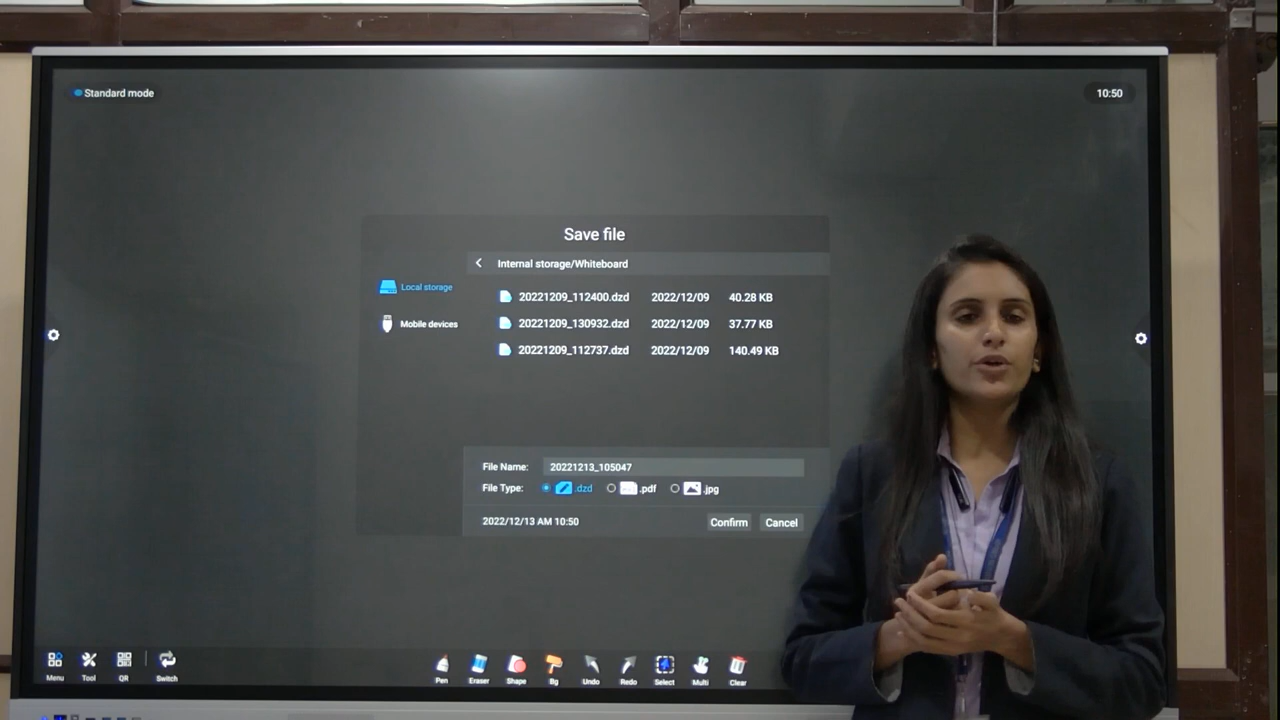 Standard mode
10:50
Save file
Internal storage/Whiteboard
Local storage
Mobile devices
20221209_112400.dzd 2022/12/09 40.28 KB
20221209_130932.dzd 2022/12/09 37.77 KB
20221209_112737.dzd 2022/12/09 140.49 KB
File Name: 20221213_105047
File Type: .dzd .pdf .jpg
2022/12/13 AM 10:50 Confirm Cancel
Menu Tool QR Switch Pen Eraser Shape Bg Undo Redo Select Multi Clear